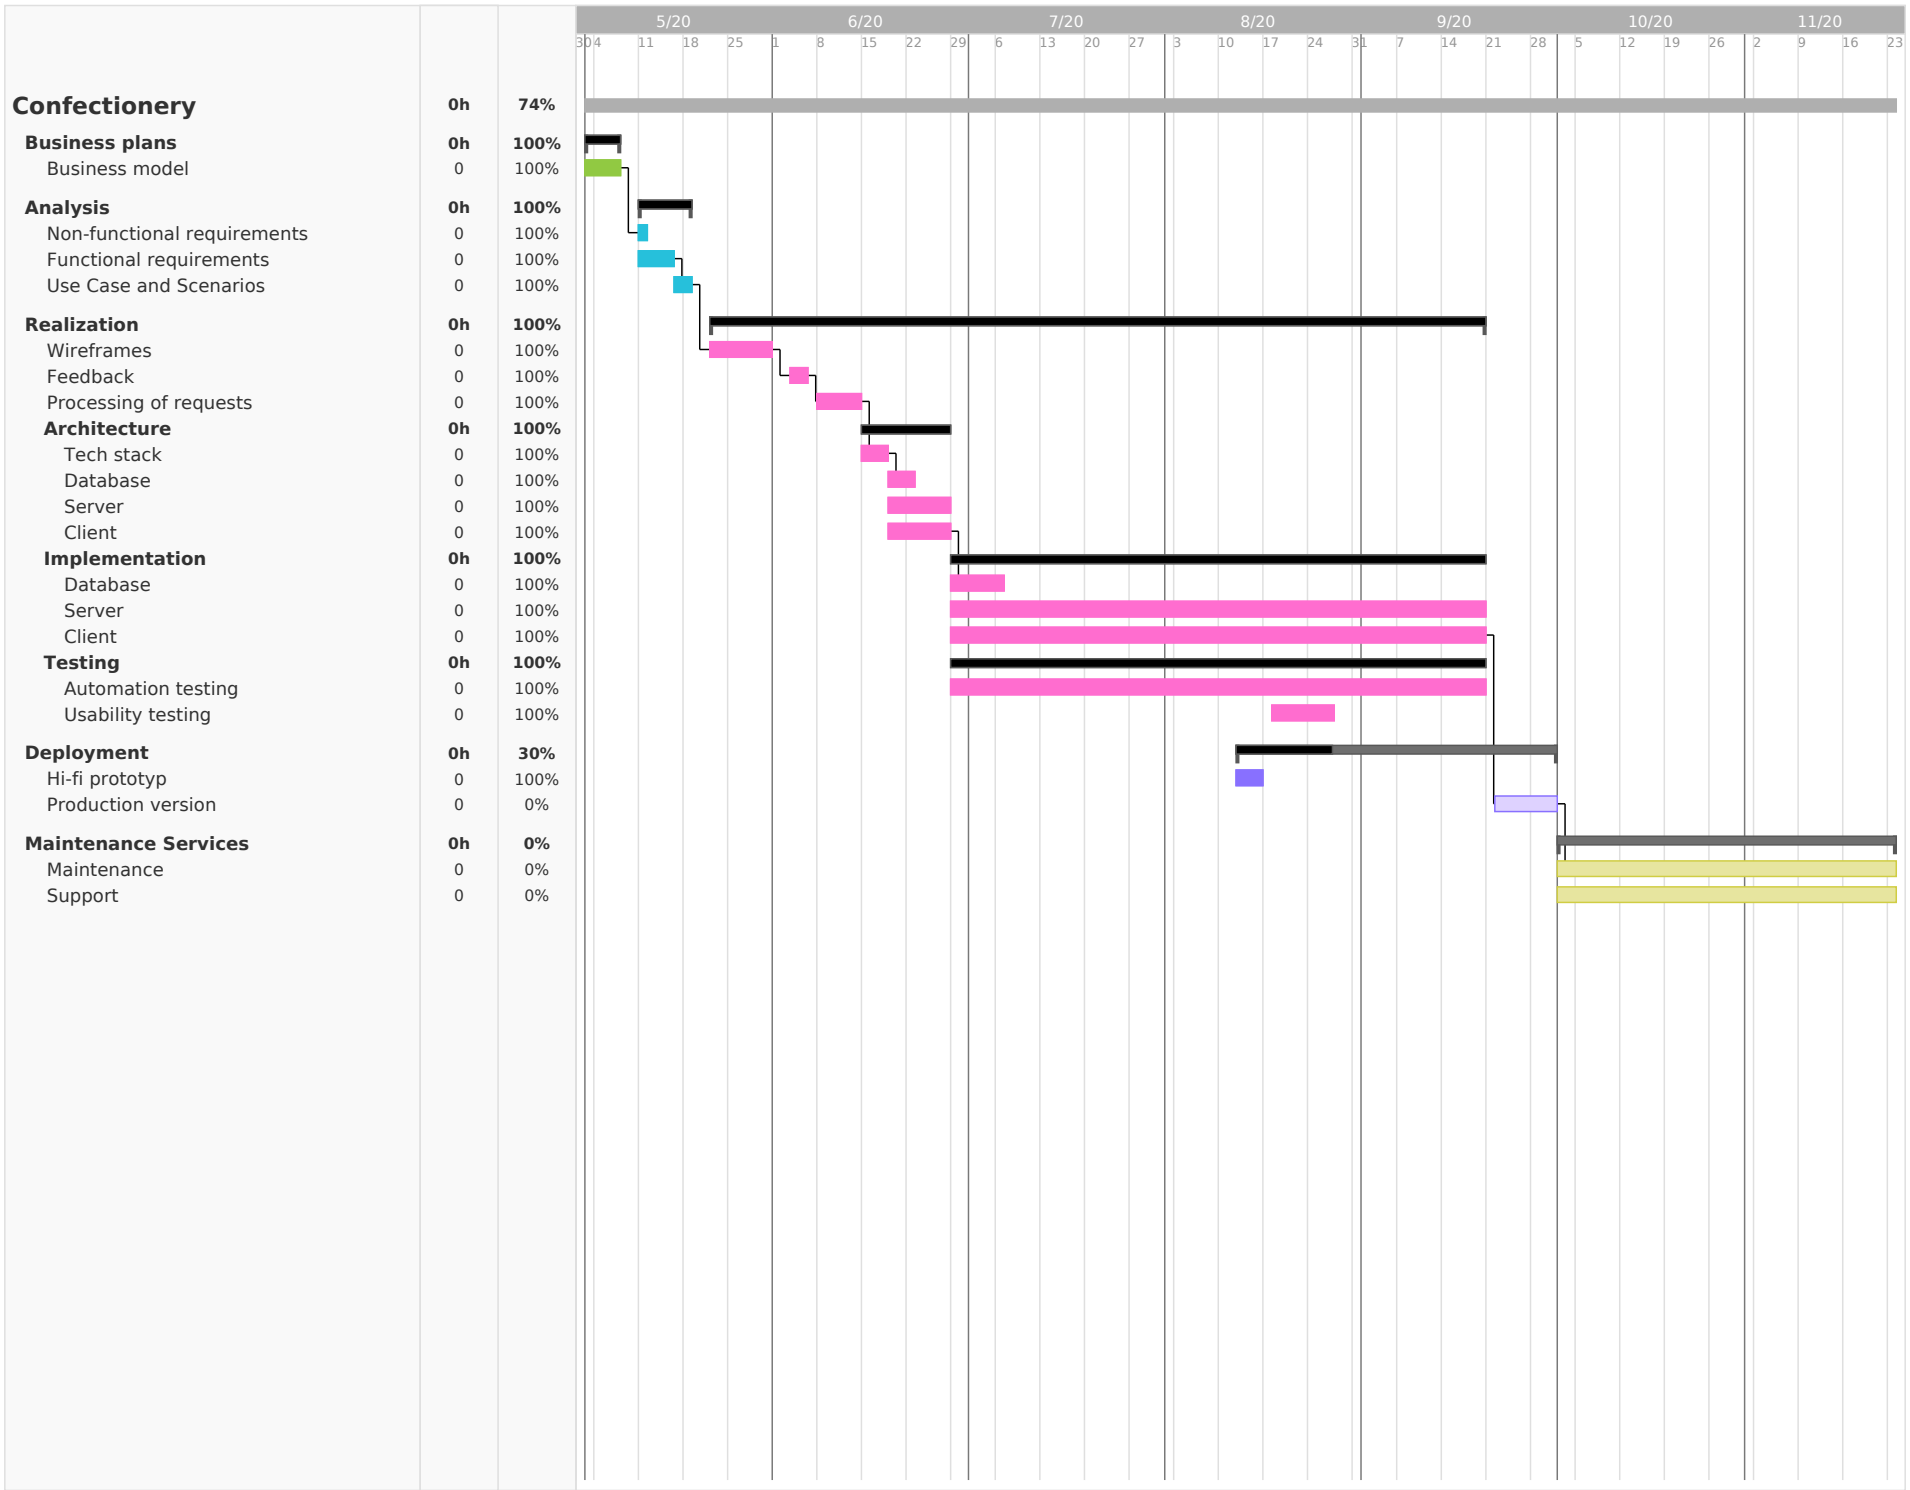 5/20 6/20 7/20 8/20 9/20 10/20 11/20
30 4 11 18 25 1 8 15 22 29 6 13 20 27 3 10 17 24 31 7 14 21 28 5 12 19 26 2 9 16 23
Confectionery 0h 74%
Business plans 0h 100%
Business model 0 100%
Analysis 0h 100%
Non-functional requirements 0 100%
Functional requirements 0 100%
Use Case and Scenarios 0 100%
Realization 0h 100%
Wireframes 0 100%
Feedback 0 100%
Processing of requests 0 100%
Architecture 0h 100%
Tech stack 0 100%
Database 0 100%
Server 0 100%
Client 0 100%
Implementation 0h 100%
Database 0 100%
Server 0 100%
Client 0 100%
Testing 0h 100%
Automation testing 0 100%
Usability testing 0 100%
Deployment 0h 30%
Hi-fi prototyp 0 100%
Production version 0 0%
Maintenance Services 0h 0%
Maintenance 0 0%
Support 0 0%